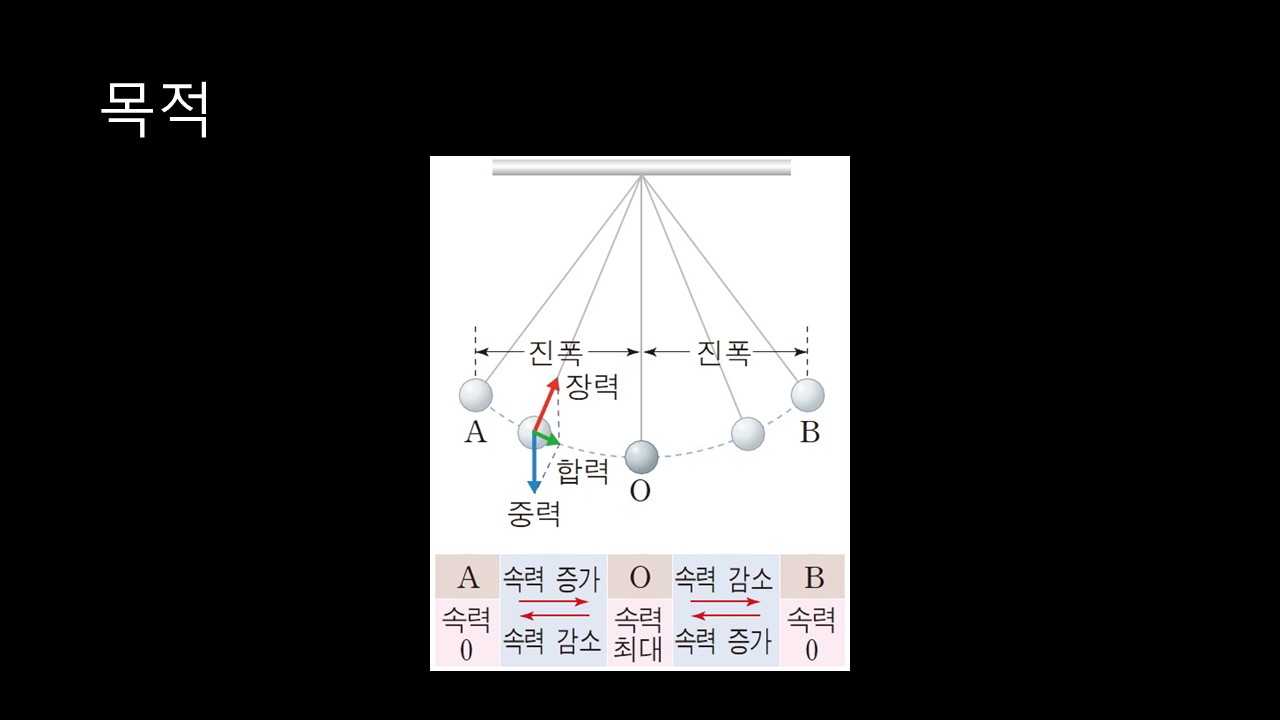 목적
진폭 진폭
장력
A B
합력
O
중력
A 속력 증가 O 속력 감소 B
속력 속력 속력
0 속력 감소 최대 속력 증가 0